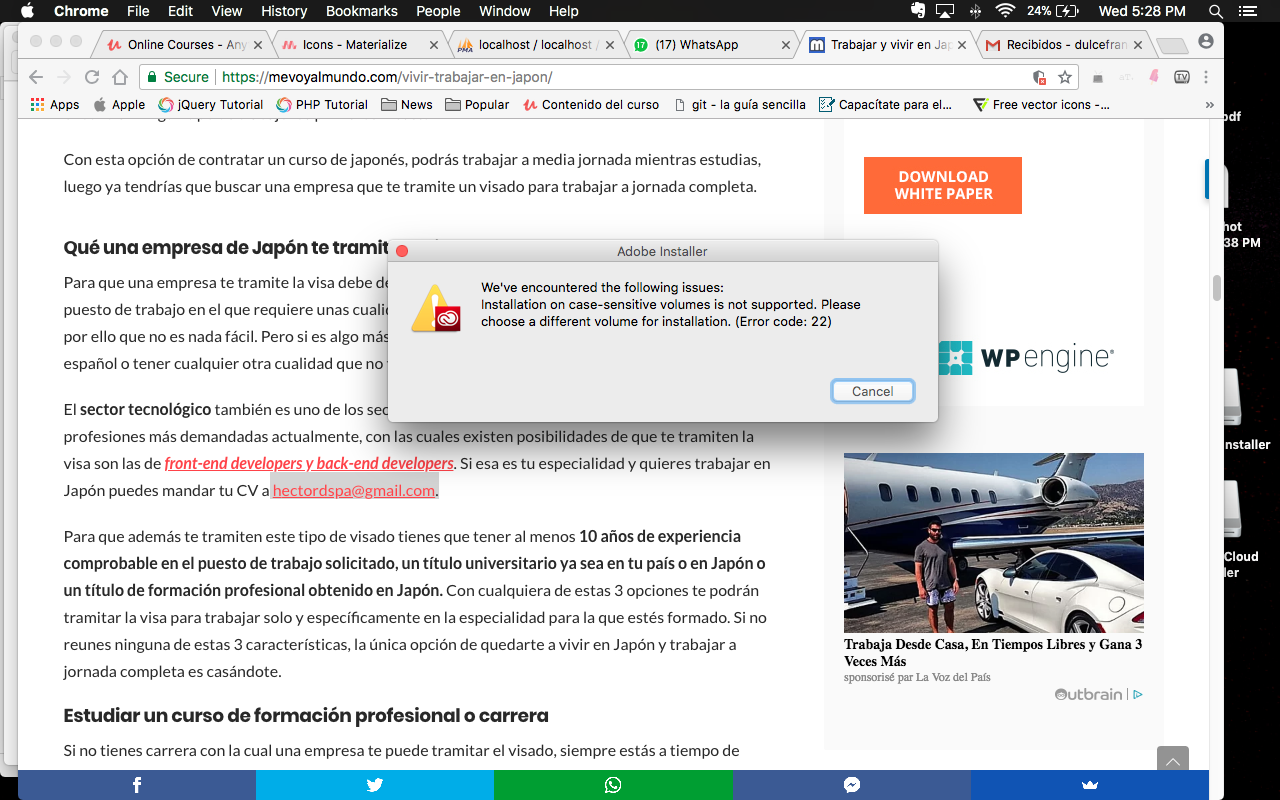 Chrome File Edit View History Bookmarks People Window Help 24% Wed 5:28 PM
Online Courses - Any
Icons - Materialize
localhost / localhost
(17) WhatsApp
Trabajar y vivir en Jap
Recibidos - dulcefran
Secure https://mevoyalmundo.com/vivir-trabajar-en-japon/
Apps Apple jQuery Tutorial PHP Tutorial News Popular Contenido del curso git - la guía sencilla Capacítate para el... Free vector icons -... »
Con esta opción de contratar un curso de japonés, podrás trabajar a media jornada mientras estudias,
luego ya tendrías que buscar una empresa que te tramite un visado para trabajar a jornada completa.
Qué una empresa de Japón te tramit
Para que una empresa te tramite la visa debe de
puesto de trabajo en el que requiere unas cuali
por ello que no es nada fácil. Pero si es algo más
español o tener cualquier otra cualidad que no
El sector tecnológico también es uno de los sec
profesiones más demandadas actualmente, con las cuales existen posibilidades de que te tramiten la
visa son las de front-end developers y back-end developers. Si esa es tu especialidad y quieres trabajar en
Japón puedes mandar tu CV a hectordspa@gmail.com.
Para que además te tramiten este tipo de visado tienes que tener al menos 10 años de experiencia
comprobable en el puesto de trabajo solicitado, un título universitario ya sea en tu país o en Japón o
un título de formación profesional obtenido en Japón. Con cualquiera de estas 3 opciones te podrán
tramitar la visa para trabajar solo y específicamente en la especialidad para la que estés formado. Si no
reunes ninguna de estas 3 características, la única opción de quedarte a vivir en Japón y trabajar a
jornada completa es casándote.
Estudiar un curso de formación profesional o carrera
Si no tienes carrera con la cual una empresa te puede tramitar el visado, siempre estás a tiempo de
Adobe Installer
We've encountered the following issues:
Installation on case-sensitive volumes is not supported. Please
choose a different volume for installation. (Error code: 22)
Cancel
DOWNLOAD
WHITE PAPER
WP engine®
Trabaja Desde Casa, En Tiempos Libres y Gana 3
Veces Más
sponsorisé par La Voz del País
Outbrain
odf
hot
38 PM
nstaller
Cloud
ler